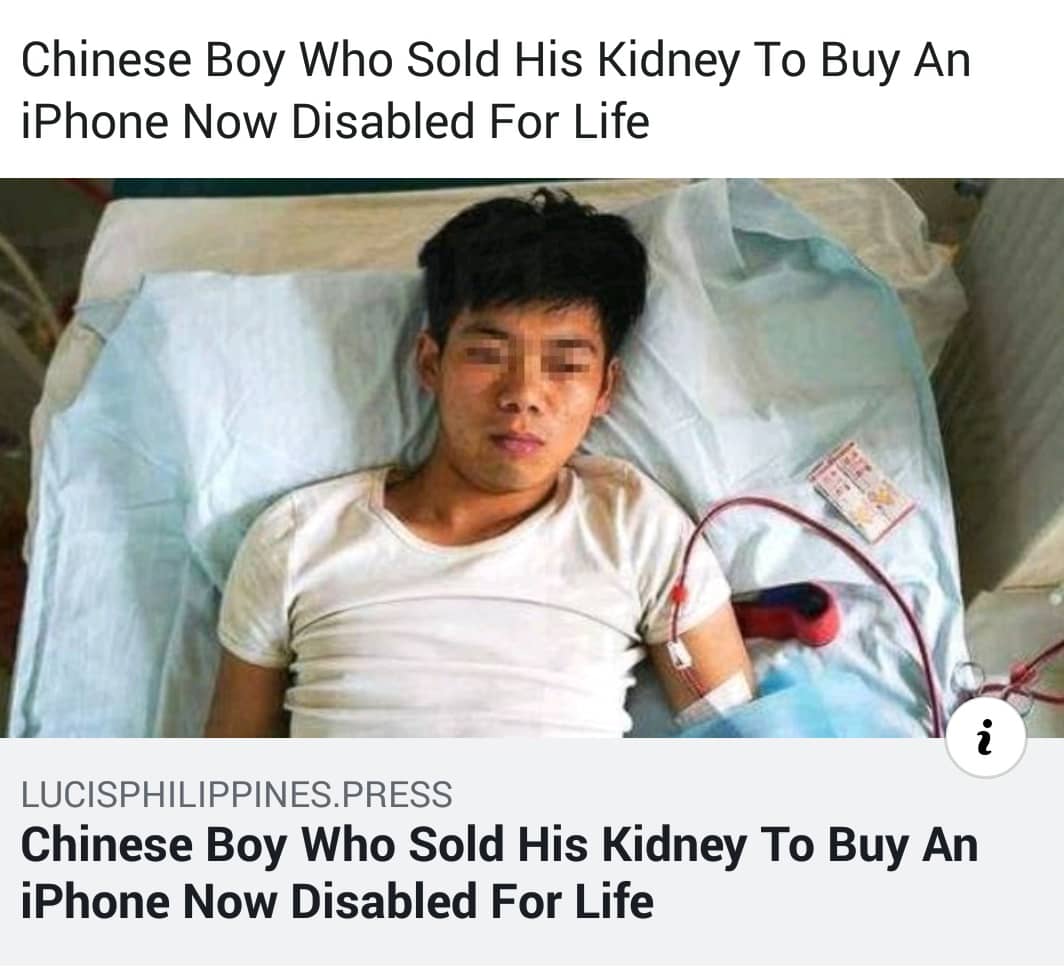 Chinese Boy Who Sold His Kidney To Buy An
iPhone Now Disabled For Life
i
LUCISPHILIPPINES.PRESS
Chinese Boy Who Sold His Kidney To Buy An
iPhone Now Disabled For Life